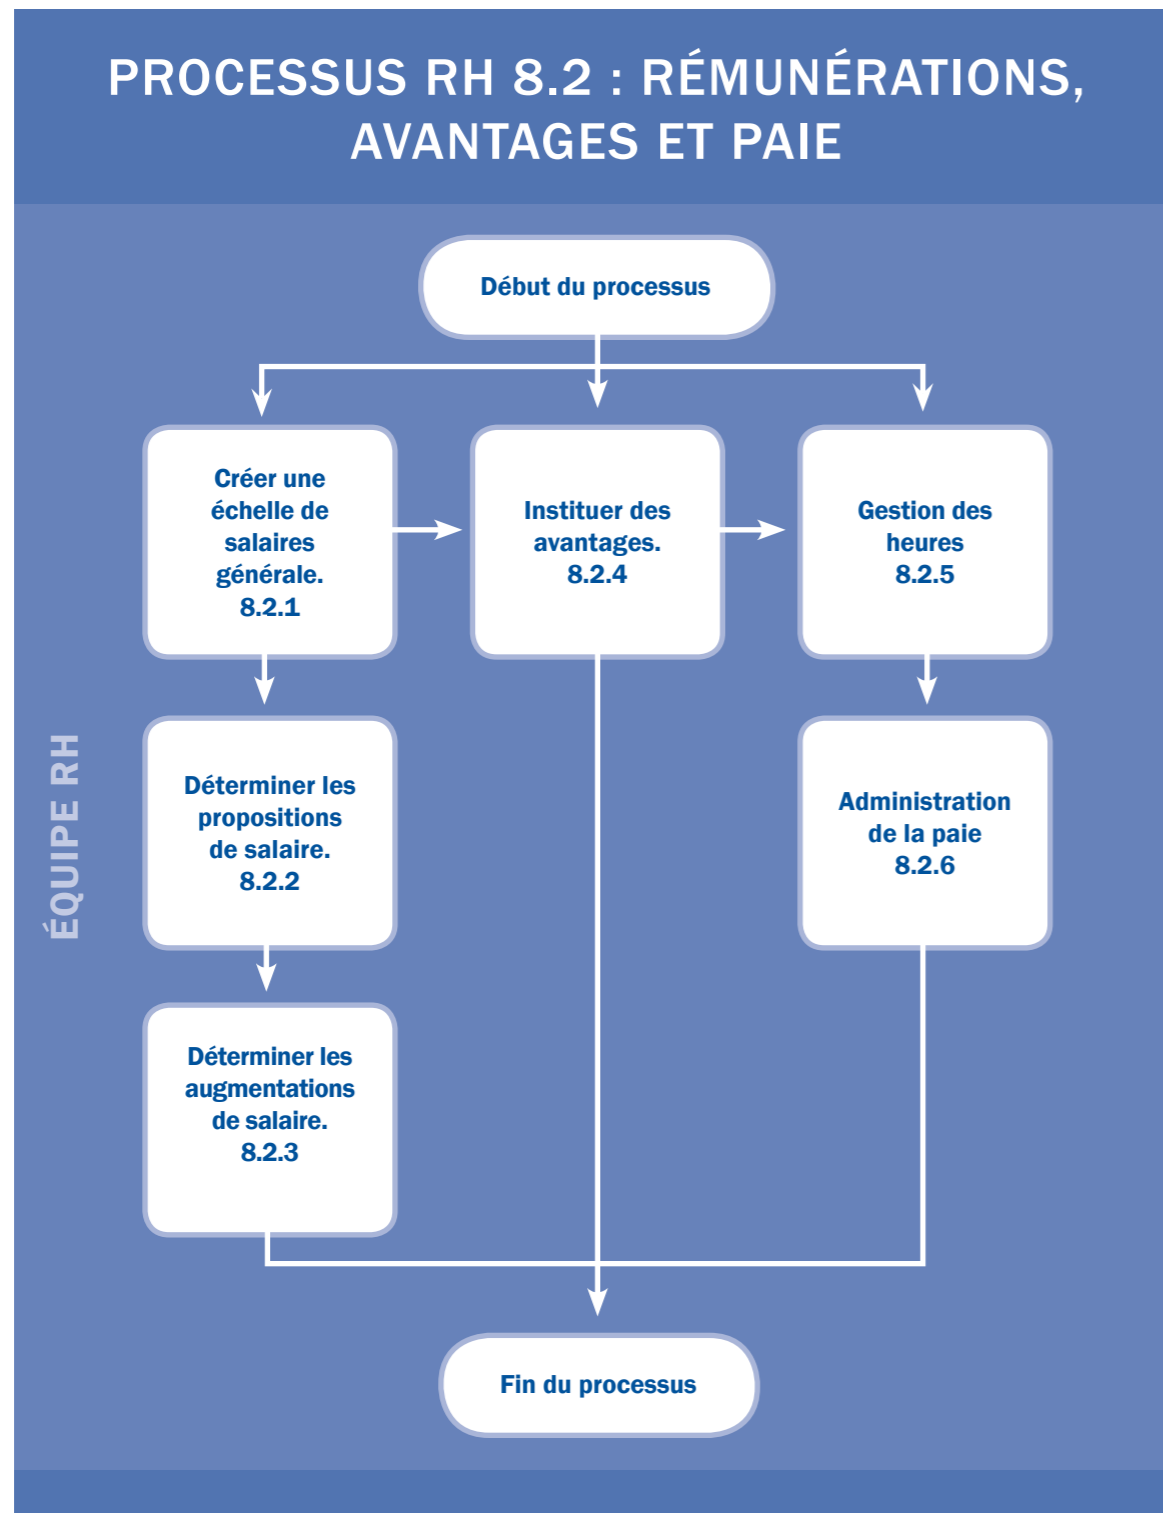 PROCESSUS RH 8.2 : RÉMUNÉRATIONS,
AVANTAGES ET PAIE
Début du processus
Créer une
échelle de
salaires
générale.
8.2.1
Instituer des
avantages.
8.2.4
Gestion des
heures
8.2.5
ÉQUIPE RH
Déterminer les
propositions
de salaire.
8.2.2
Administration
de la paie
8.2.6
Déterminer les
augmentations
de salaire.
8.2.3
Fin du processus